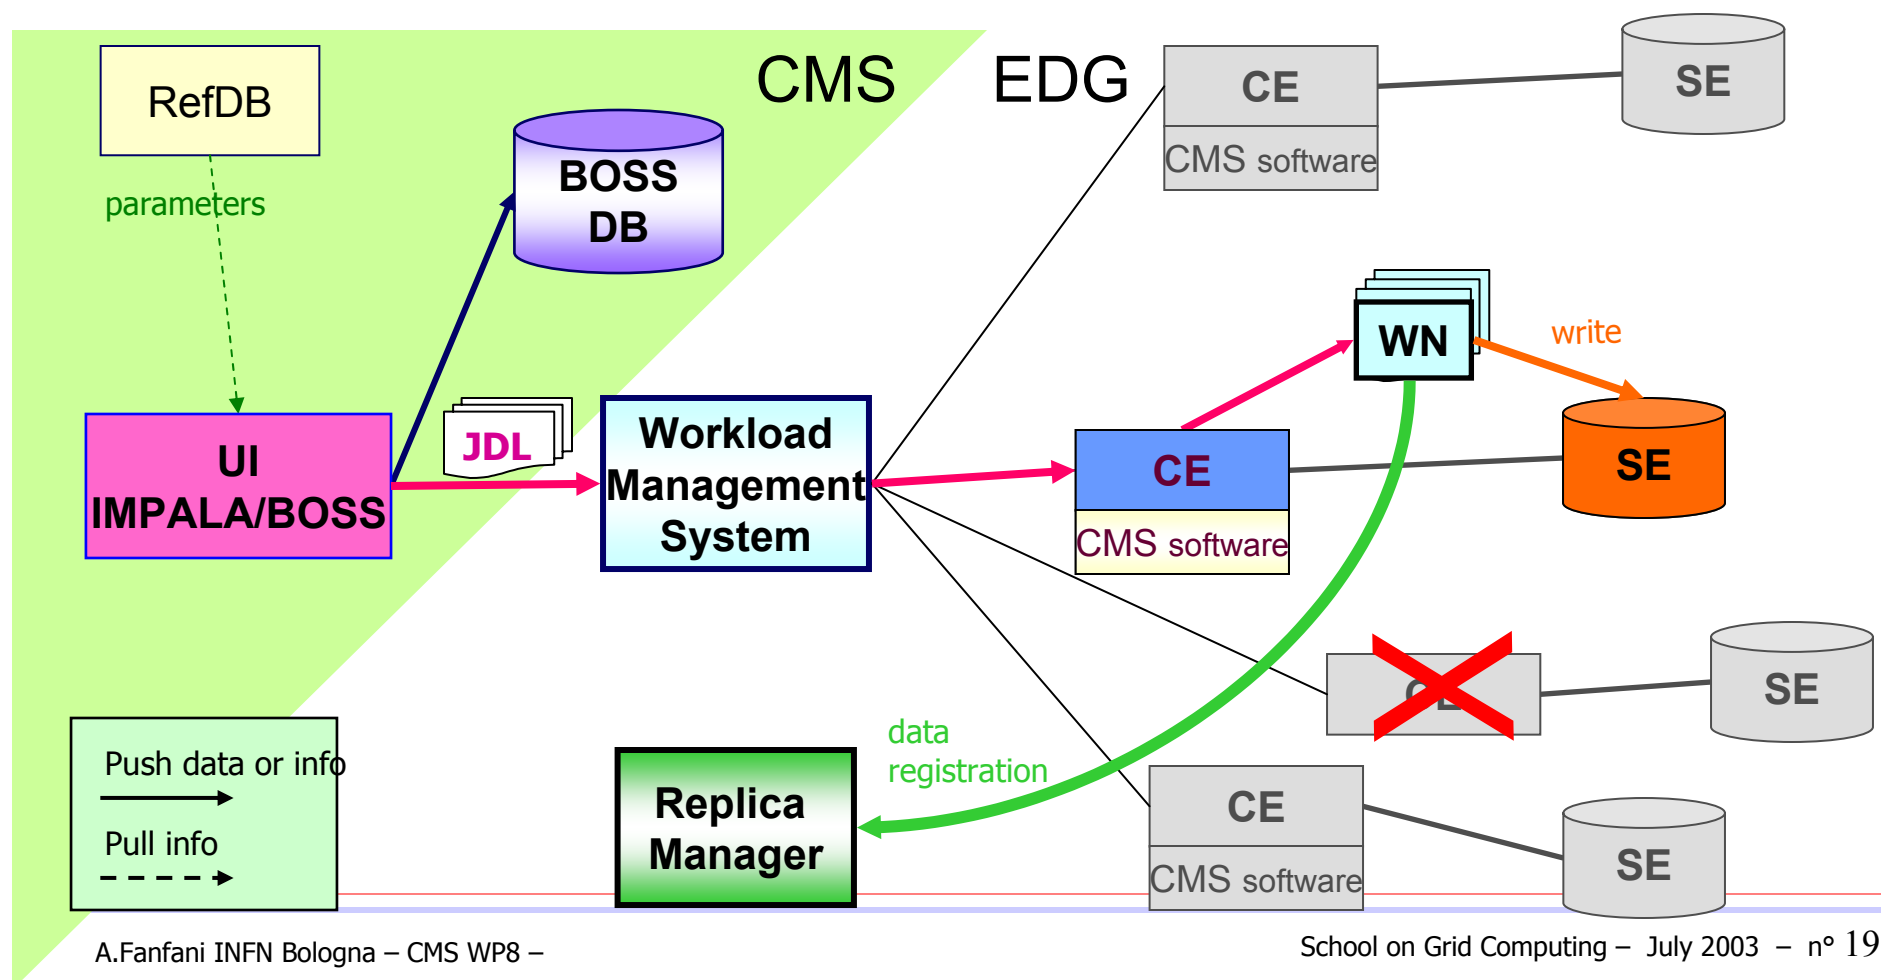 CMS
EDG
RefDB
parameters
BOSS
DB
CE
CMS software
SE
UI
IMPALA/BOSS
JDL
Workload
Management
System
WN
write
CE
CMS software
SE
CE
SE
data
registration
Replica
Manager
CE
CMS software
SE
Push data or info
Pull info
A.Fanfani INFN Bologna – CMS WP8 –
School on Grid Computing – July 2003 – n° 19